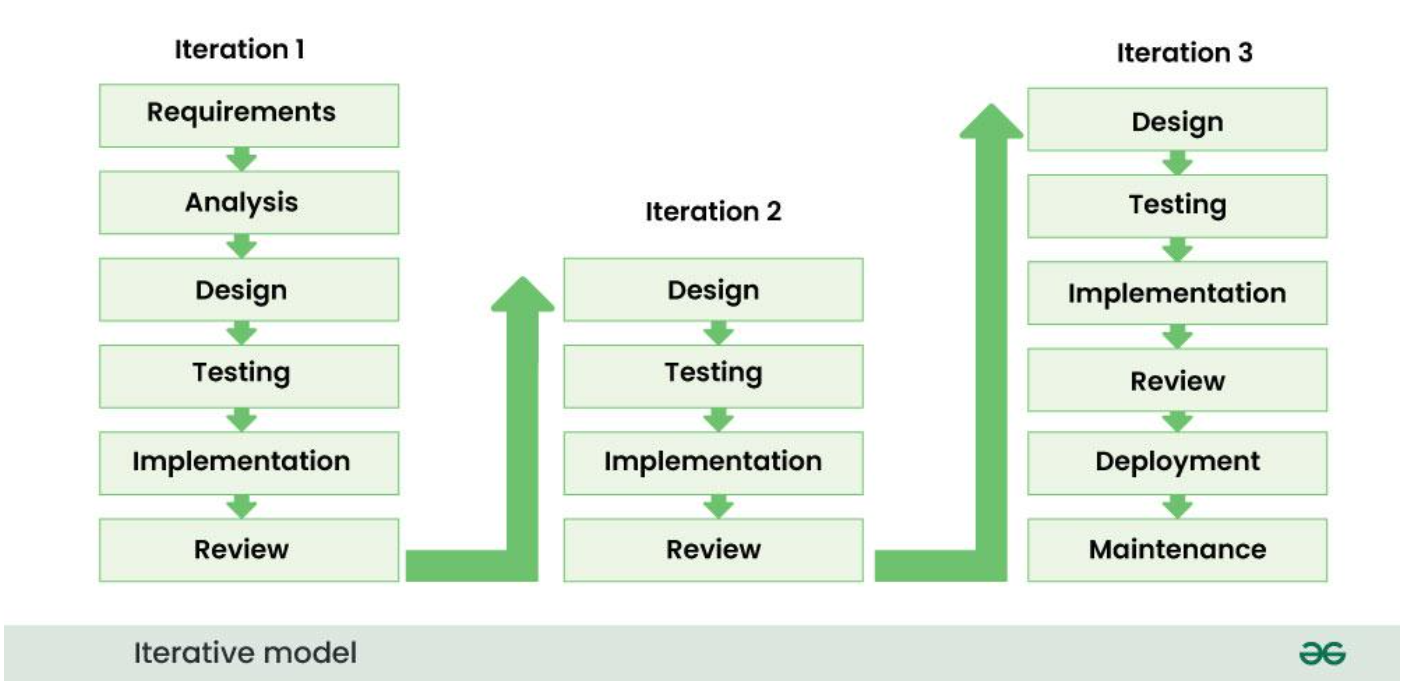 Iteration 1
Requirements
Analysis
Design
Testing
Implementation
Review
Iteration 2
Design
Testing
Implementation
Review
Iteration 3
Design
Testing
Implementation
Review
Deployment
Maintenance
Iterative model